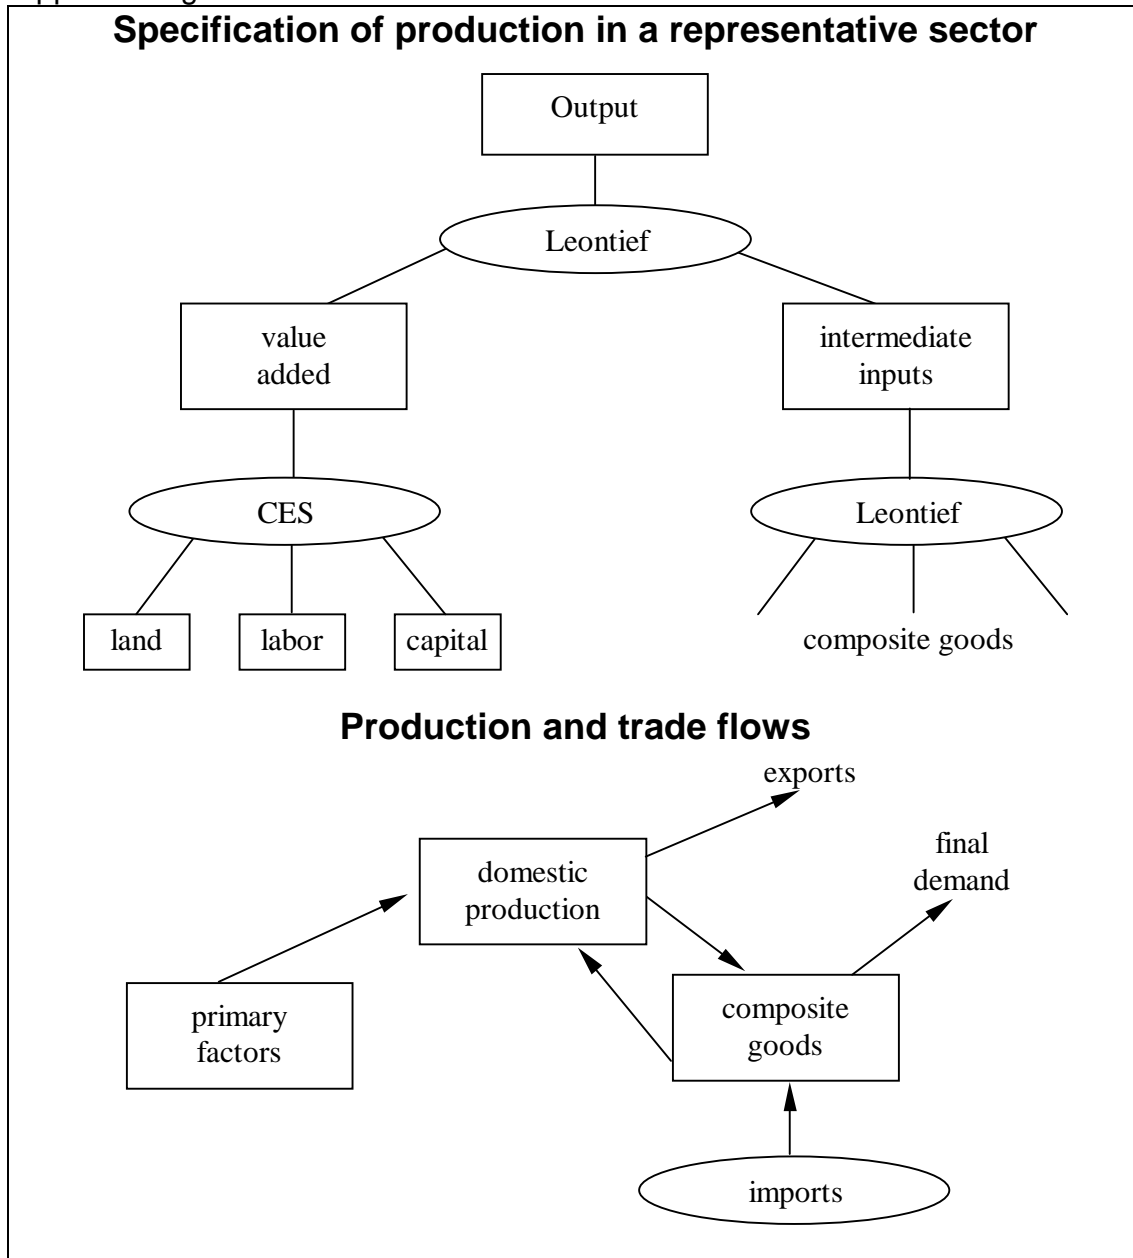 Specification of production in a representative sector
Output
Leontief
value
added
intermediate
inputs
CES
Leontief
land
labor
capital
composite goods
Production and trade flows
exports
final
demand
domestic
production
primary
factors
composite
goods
imports